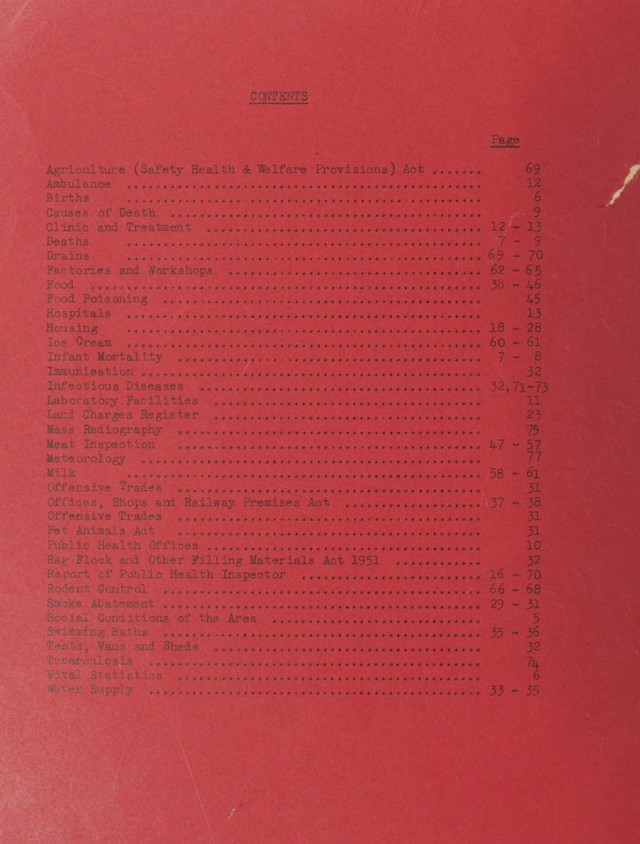 CONTENTS
Page
Agriculture (Safety Health & Welfare Provisions) Act ....... 69
Ambulance ........ 12
Births ........ 6
Causes of Death ........ 9
Clinic and Treatment ........ 12 - 13
Deaths ........ 7 - 9
Drains ........ 69 - 70
Factories and Workshops ........ 62 - 65
Food ........ 38 - 46
Food Poisoning ........ 45
Hospitals ........ 13
Housing ........ 18 - 28
Ice Cream ........ 60 - 61
Infant Mortality ........ 7 - 8
Immunisation ........ 32
Infectious Diseases ........ 32,71-73
Laboratory Facilities ........ 11
Land Charges Register ........ 23
Mass Radiography ........ 75
Meat Inspection ........ 47 - 57
Meteorology ........ 77
Milk ........ 58 - 61
Offensive Trades ........ 31
Offices, Shops and Railway Premises Act ........ 37 - 38
Offensive Trades ........ 31
Pet Animals Act ........ 31
Public Health Offices ........ 10
Rag Flock and Other Filling Materials Act 1951 ........ 32
Report of Public Health Inspector ........ 16 - 70
Rodent Control ........ 66 - 68
Smoke Abatement ........ 29 - 31
Social Conditions of the Area ........ 5
Swimming Baths ........ 35 - 36
Tents, Vans and Sheds ........ 32
Tuberculosis ........ 74
Vital Statistics ........ 6
Water Supply ........ 33 - 35